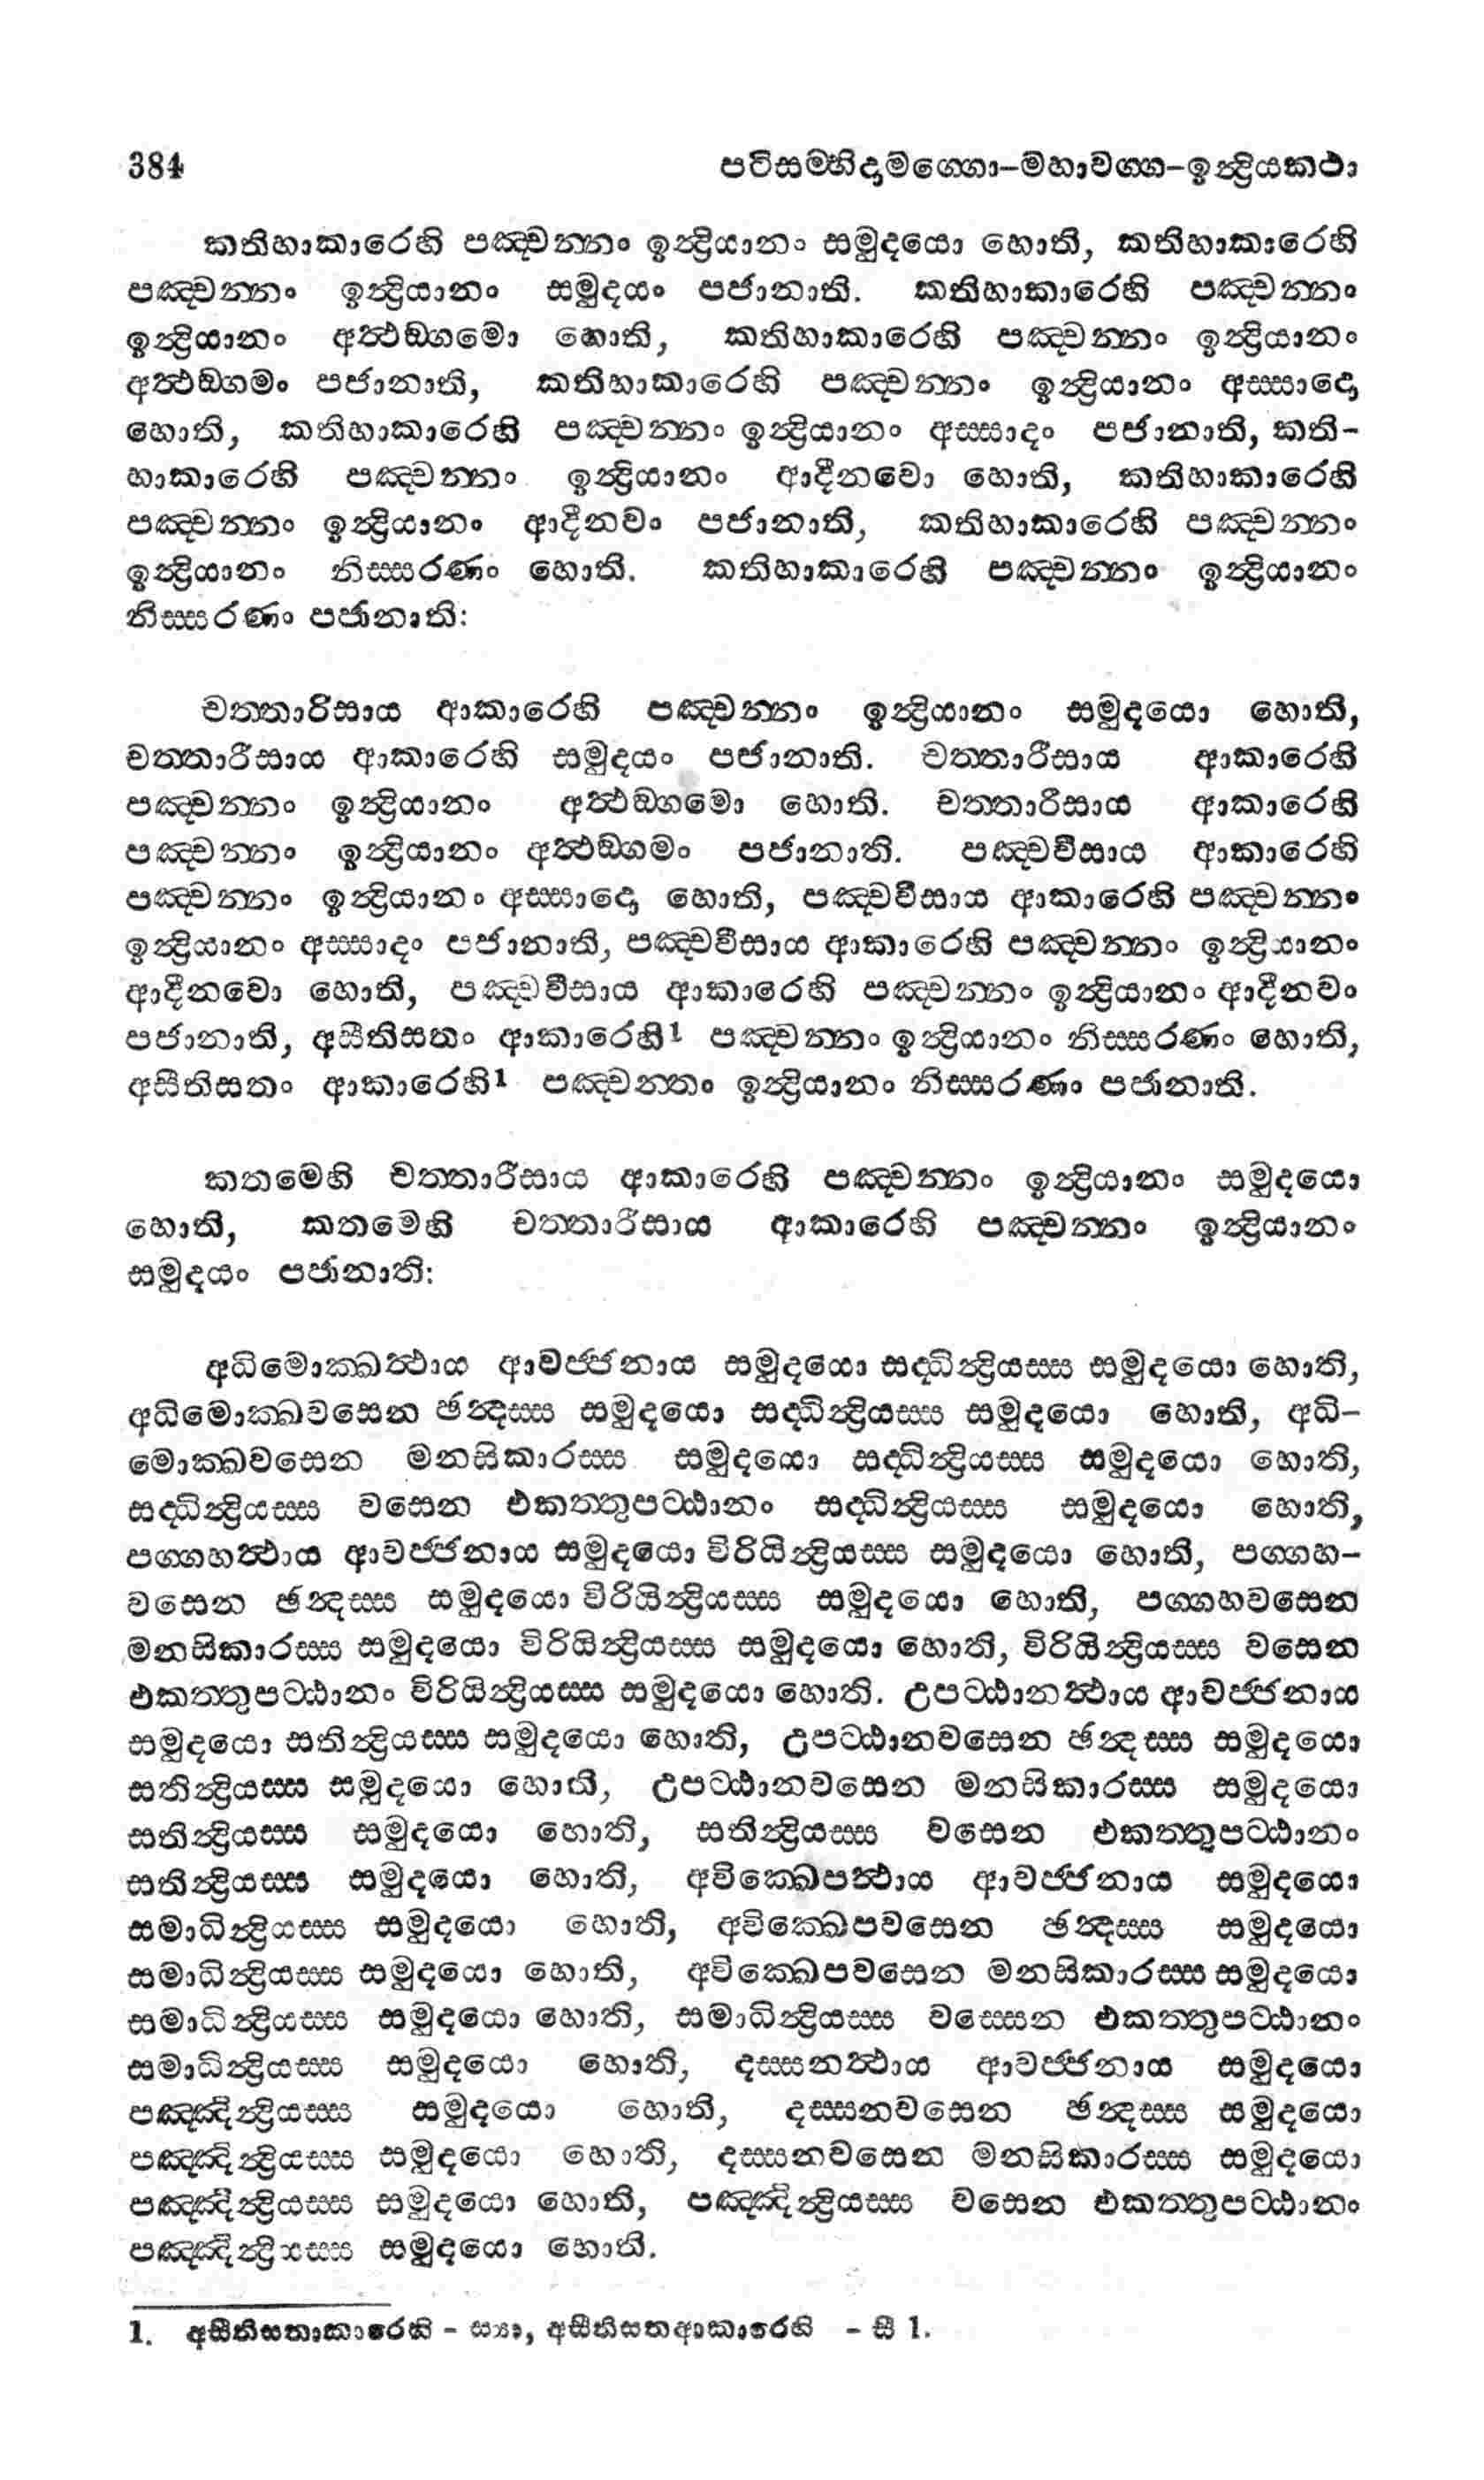 384 පටිසම්භිදාමග්ගො–මහාවග්ග–ඉන්ද්‍රියකථා
කතිහාකාරෙහි පඤ්චන්නං ඉන්ද්‍රියානං සමුදයො හොති, කතිහාකාරෙහි
පඤ්චන්නං ඉන්ද්‍රියානං සමුදයං පජානාති. කතිහාකාරෙහි පඤ්චන්නං
ඉන්ද්‍රියානං අත්ථඞ්ගමො හොති, කතිහාකාරෙහි පඤ්චන්නං ඉන්ද්‍රියානං
අත්ථඞ්ගමං පජානාති, කතිහාකාරෙහි පඤ්චන්නං ඉන්ද්‍රියානං අස්සාදො
හොති, කතිහාකාරෙහි පඤ්චන්නං ඉන්ද්‍රියානං අස්සාදං පජානාති, කති-
හාකාරෙහි පඤ්චන්නං ඉන්ද්‍රියානං ආදීනවො හොති, කතිහාකාරෙහි
පඤ්චන්නං ඉන්ද්‍රියානං ආදීනවං පජානාති, කතිහාකාරෙහි පඤ්චන්නං
ඉන්ද්‍රියානං නිස්සරණං හොති. කතිහාකාරෙහි පඤ්චන්නං ඉන්ද්‍රියානං
නිස්සරණං පජානාති:
චත්තාරිසාය ආකාරෙහි පඤ්චන්නං ඉන්ද්‍රියානං සමුදයො හොති,
චත්තාරීසාය ආකාරෙහි සමුදයං පජානාති. චත්තාරීසාය ආකාරෙහි
පඤ්චන්නං ඉන්ද්‍රියානං අත්ථඞ්ගමො හොති. චත්තාරීසාය ආකාරෙහි
පඤ්චන්නං ඉන්ද්‍රියානං අත්ථඞ්ගමං පජානාති. පඤ්චවීසාය ආකාරෙහි
පඤ්චන්නං ඉන්ද්‍රියානං අස්සාදො හොති, පඤ්චවීසාය ආකාරෙහි පඤ්චන්නං
ඉන්ද්‍රියානං අස්සාදං පජානාති, පඤ්චවීසාය ආකාරෙහි පඤ්චන්නං ඉන්ද්‍රියානං
ආදීනවො හොති, පඤ්චවීසාය ආකාරෙහි පඤ්චන්නං ඉන්ද්‍රියානං ආදීනවං
පජානාති, අසීතිසතං ආකාරෙහි1 පඤ්චන්නං ඉන්ද්‍රියානං නිස්සරණං හොති,
අසීතිසතං ආකාරෙහි1 පඤ්චන්නං ඉන්ද්‍රියානං නිස්සරණං පජානාති.
කතමෙහි චත්තාරීසාය ආකාරෙහි පඤ්චන්නං ඉන්ද්‍රියානං සමුදයො
හොති, කතමෙහි චත්තාරීසාය ආකාරෙහි පඤ්චන්නං ඉන්ද්‍රියානං
සමුදයං පජානාති:
අධිමොක්ඛත්ථාය ආවජ්ජනාය සමුදයො සද්ධින්ද්‍රියස්ස සමුදයො හොති,
අධිමොක්ඛවසෙන ඡන්දස්ස සමුදයො සද්ධින්ද්‍රියස්ස සමුදයො හොති, අධි-
මොක්ඛවසෙන මනසිකාරස්ස සමුදයො සද්ධින්ද්‍රියස්ස සමුදයො හොති,
සද්ධින්ද්‍රියස්ස වසෙන එකත්තුපට්ඨානං සද්ධින්ද්‍රියස්ස සමුදයො හොති,
පග්ගහත්ථාය ආවජ්ජනාය සමුදයො විරියින්ද්‍රියස්ස සමුදයො හොති, පග්ගහ-
වසෙන ඡන්දස්ස සමුදයො විරියින්ද්‍රියස්ස සමුදයො හොති, පග්ගහවසෙන
මනසිකාරස්ස සමුදයො විරියින්ද්‍රියස්ස සමුදයො හොති, විරියින්ද්‍රියස්ස වසෙන
එකත්තුපට්ඨානං විරියින්ද්‍රියස්ස සමුදයො හොති. උපට්ඨානත්ථාය ආවජ්ජනාය
සමුදයො සතින්ද්‍රියස්ස සමුදයො හොති, උපට්ඨානවසෙන ඡන්දස්ස සමුදයො
සතින්ද්‍රියස්ස සමුදයො හොති, උපට්ඨානවසෙන මනසිකාරස්ස සමුදයො
සතින්ද්‍රියස්ස සමුදයො හොති, සතින්ද්‍රියස්ස වසෙන එකත්තුපට්ඨානං
සතින්ද්‍රියස්ස සමුදයො හොති, අවික්ඛෙපත්ථාය ආවජ්ජනාය සමුදයො
සමාධින්ද්‍රියස්ස සමුදයො හොති, අවික්ඛෙපවසෙන ඡන්දස්ස සමුදයො
සමාධින්ද්‍රියස්ස සමුදයො හොති, අවික්ඛෙපවසෙන මනසිකාරස්ස සමුදයො
සමාධින්ද්‍රියස්ස සමුදයො හොති, සමාධින්ද්‍රියස්ස වස්සෙන එකත්තුපට්ඨානං
සමාධින්ද්‍රියස්ස සමුදයො හොති, දස්සනත්ථාය ආවජ්ජනාය සමුදයො
පඤ්ඤින්ද්‍රියස්ස සමුදයො හොති, දස්සනවසෙන ඡන්දස්ස සමුදයො
පඤ්ඤින්ද්‍රියස්ස සමුදයො හොති, දස්සනවසෙන මනසිකාරස්ස සමුදයො
පඤ්ඤින්ද්‍රියස්ස සමුදයො හොති, පඤ්ඤින්ද්‍රියස්ස වසෙන එකත්තුපට්ඨානං
පඤ්ඤින්ද්‍රියස්ස සමුදයො හොති.
1. අසීතිසතාකාරෙහි - ස්‍යා, අසීතිසතආකාරෙහි - සී 1.